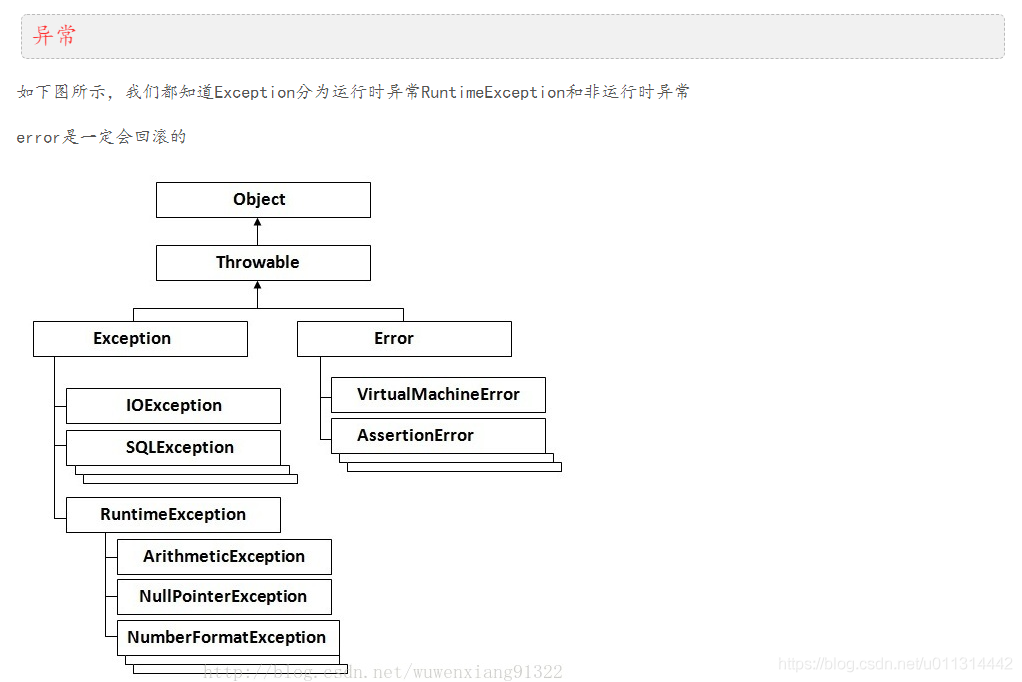 异常
如下图所示，我们都知道Exception分为运行时异常RuntimeException和非运行时异常
error是一定会回滚的
Object
Throwable
Exception
Error
IOException
SQLException
RuntimeException
ArithmeticException
NullPointerException
NumberFormatException
VirtualMachineError
AssertionError
http://blog.csdn.net/wuwenxiang91322
https://blog.csdn.net/u011314442